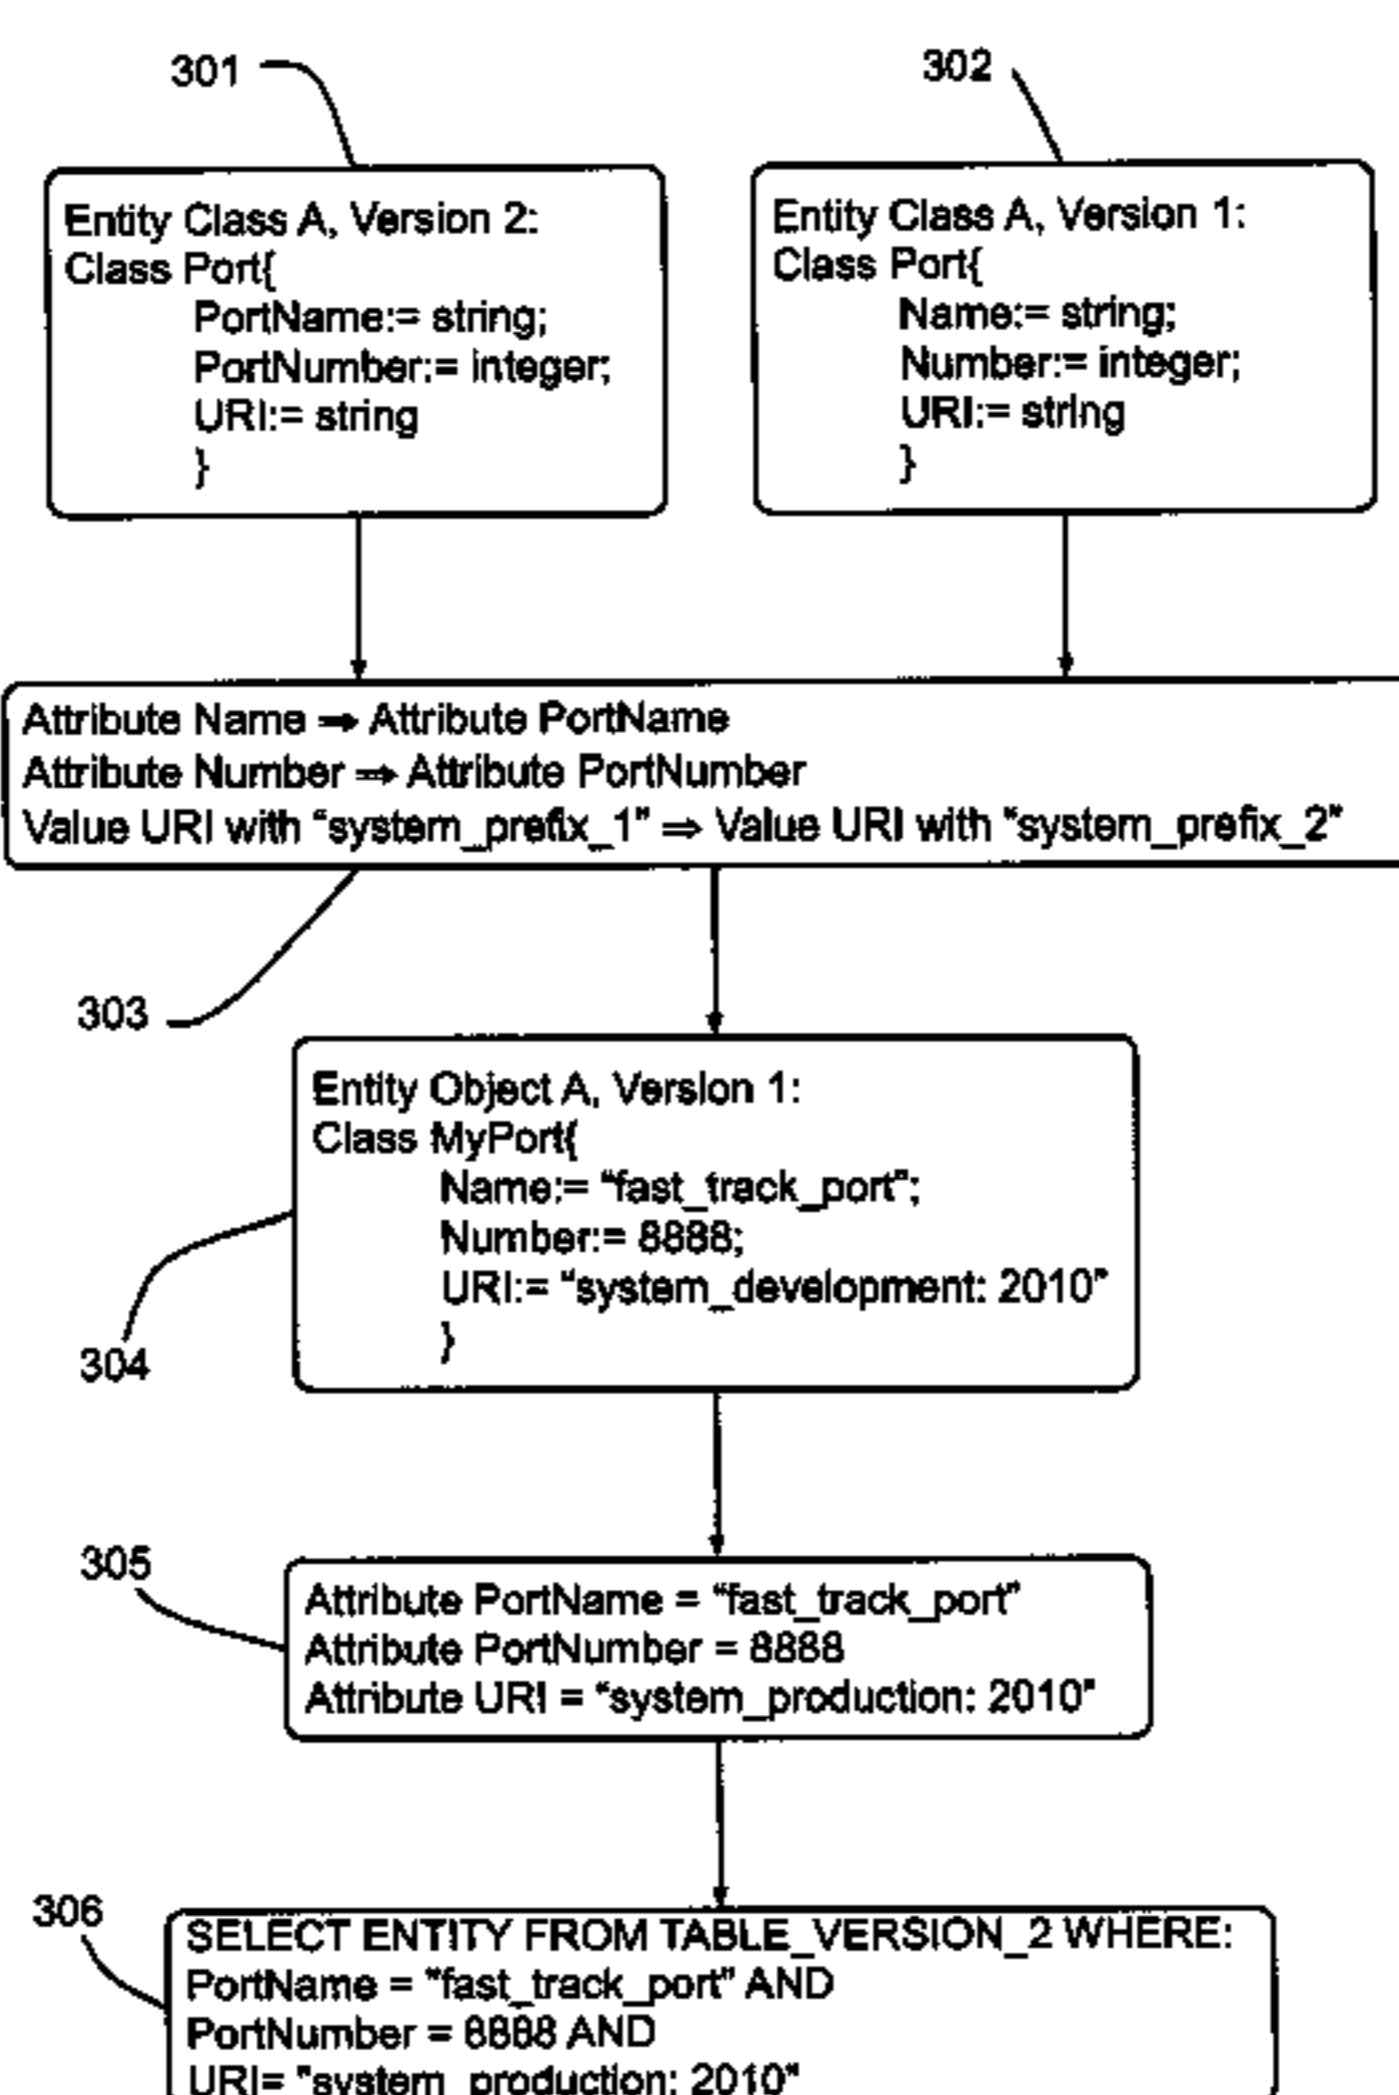 301
302
Entity Class A, Version 2:
Class Port{
PortName:= string;
PortNumber:= integer;
URI:= string
}
Entity Class A, Version 1:
Class Port{
Name:= string;
Number:= integer;
URI:= string
}
Attribute Name ⇒ Attribute PortName
Attribute Number ⇒ Attribute PortNumber
Value URI with “system_prefix_1” ⇒ Value URI with “system_prefix_2”
303
Entity Object A, Version 1:
Class MyPort{
Name:= “fast_track_port”;
Number:= 8888;
URI:= “system_development: 2010”
}
304
305
Attribute PortName = “fast_track_port”
Attribute PortNumber = 8888
Attribute URI = “system_production: 2010”
306
SELECT ENTITY FROM TABLE_VERSION_2 WHERE:
PortName = "fast_track_port" AND
PortNumber = 8888 AND
URI= "system_production: 2010"